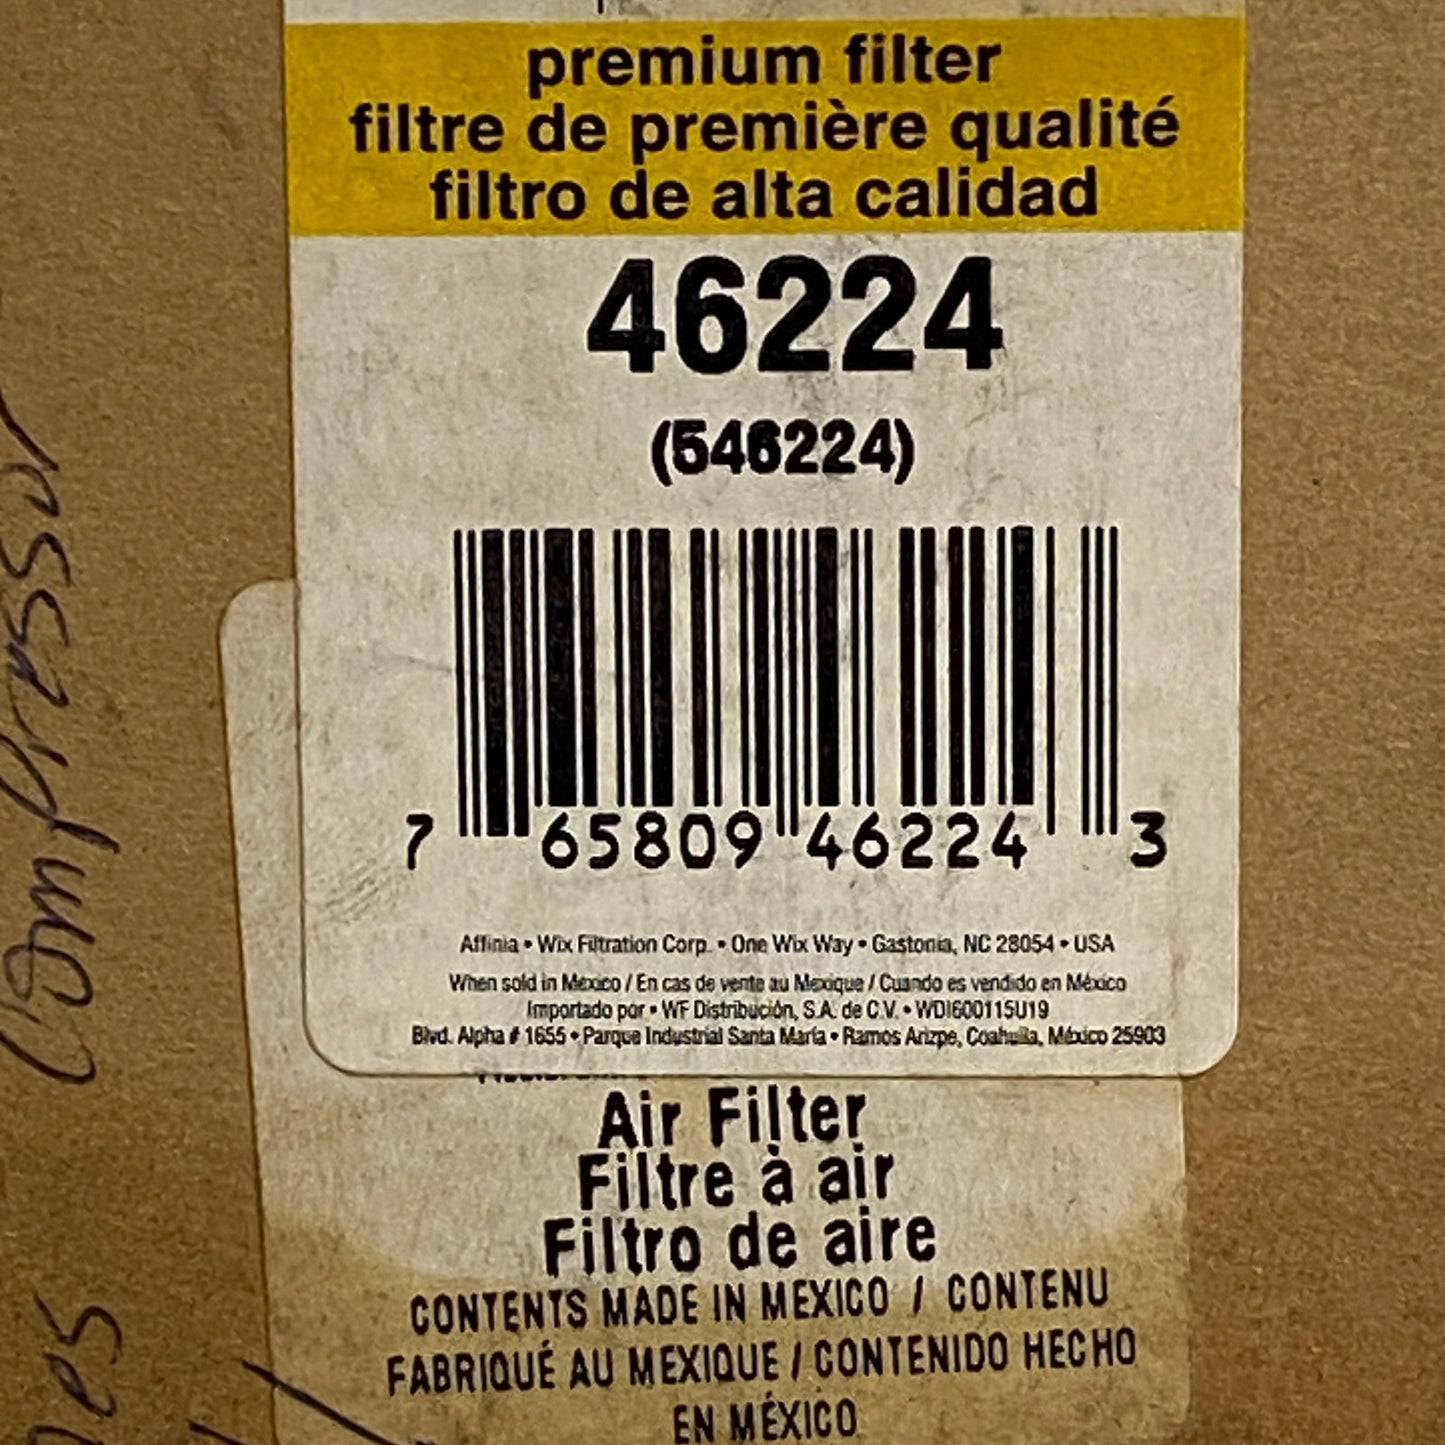 premium filter
filtre de première qualité
filtro de alta calidad
46224
(546224)
7 65809 46224 3
Affinia • Wix Filtration Corp. • One Wix Way • Gastonia, NC 28054 • USA
When sold in Mexico / En cas de vente au Mexique / Cuando es vendido en México
Importado por • WF Distribución, S.A. de C.V. • WDI600115U19
Blvd. Alpha # 1655 • Parque Industrial Santa María • Ramos Arizpe, Coahuila, México 25903
Air Filter
Filtre à air
Filtro de aire
CONTENTS MADE IN MEXICO / CONTENU
FABRIQUÉ AU MEXIQUE / CONTENIDO HECHO
EN MÉXICO
Compressor